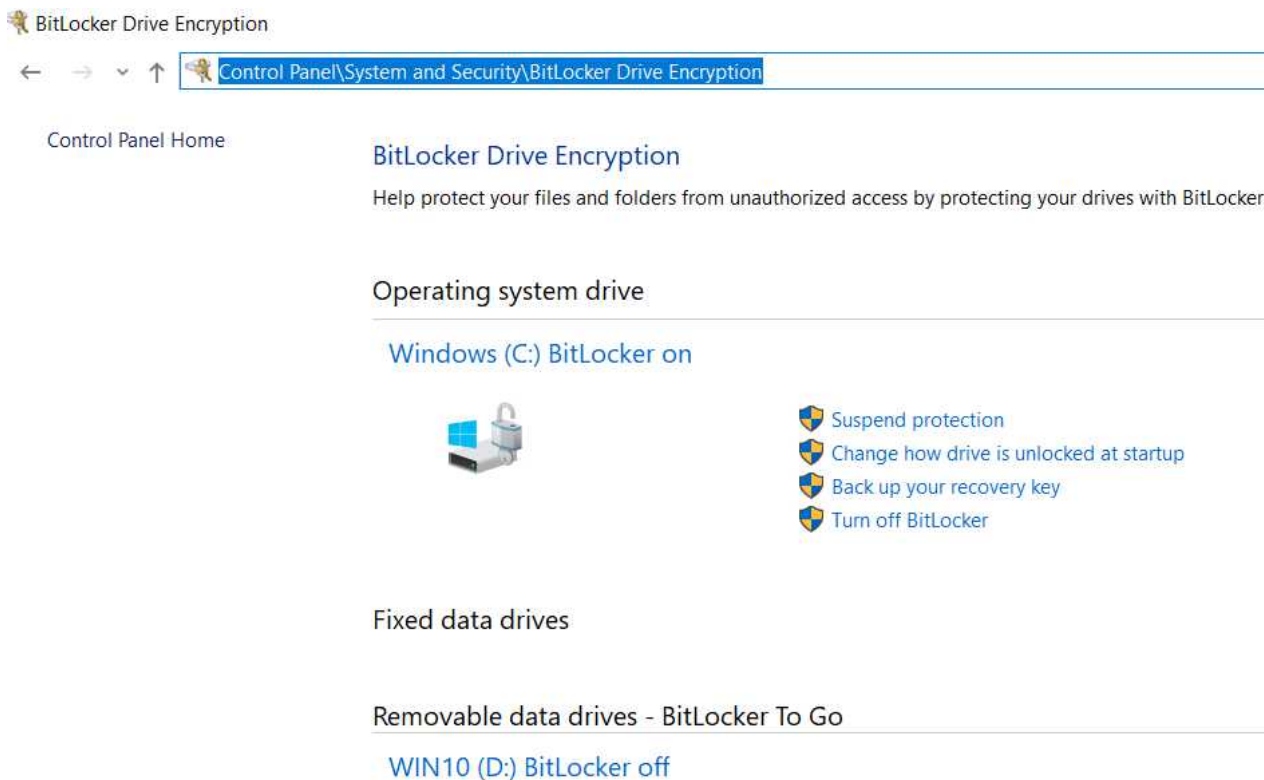 BitLocker Drive Encryption
Control Panel\System and Security\BitLocker Drive Encryption
Control Panel Home
BitLocker Drive Encryption
Help protect your files and folders from unauthorized access by protecting your drives with BitLocker
Operating system drive
Windows (C:) BitLocker on
Suspend protection
Change how drive is unlocked at startup
Back up your recovery key
Turn off BitLocker
Fixed data drives
Removable data drives - BitLocker To Go
WIN10 (D:) BitLocker off